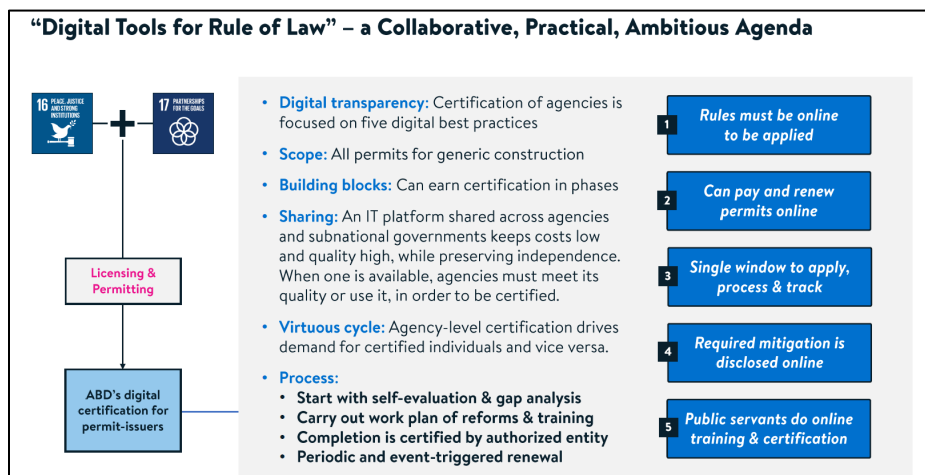 “Digital Tools for Rule of Law” – a Collaborative, Practical, Ambitious Agenda
16 PEACE, JUSTICE
AND STRONG
INSTITUTIONS
17 PARTNERSHIPS
FOR THE GOALS
Licensing &
Permitting
ABD’s digital
certification for
permit-issuers
• Digital transparency: Certification of agencies is
focused on five digital best practices
• Scope: All permits for generic construction
• Building blocks: Can earn certification in phases
• Sharing: An IT platform shared across agencies
and subnational governments keeps costs low
and quality high, while preserving independence.
When one is available, agencies must meet its
quality or use it, in order to be certified.
• Virtuous cycle: Agency-level certification drives
demand for certified individuals and vice versa.
• Process:
• Start with self-evaluation & gap analysis
• Carry out work plan of reforms & training
• Completion is certified by authorized entity
• Periodic and event-triggered renewal
1 Rules must be online
to be applied
2 Can pay and renew
permits online
3 Single window to apply,
process & track
4 Required mitigation is
disclosed online
5 Public servants do online
training & certification